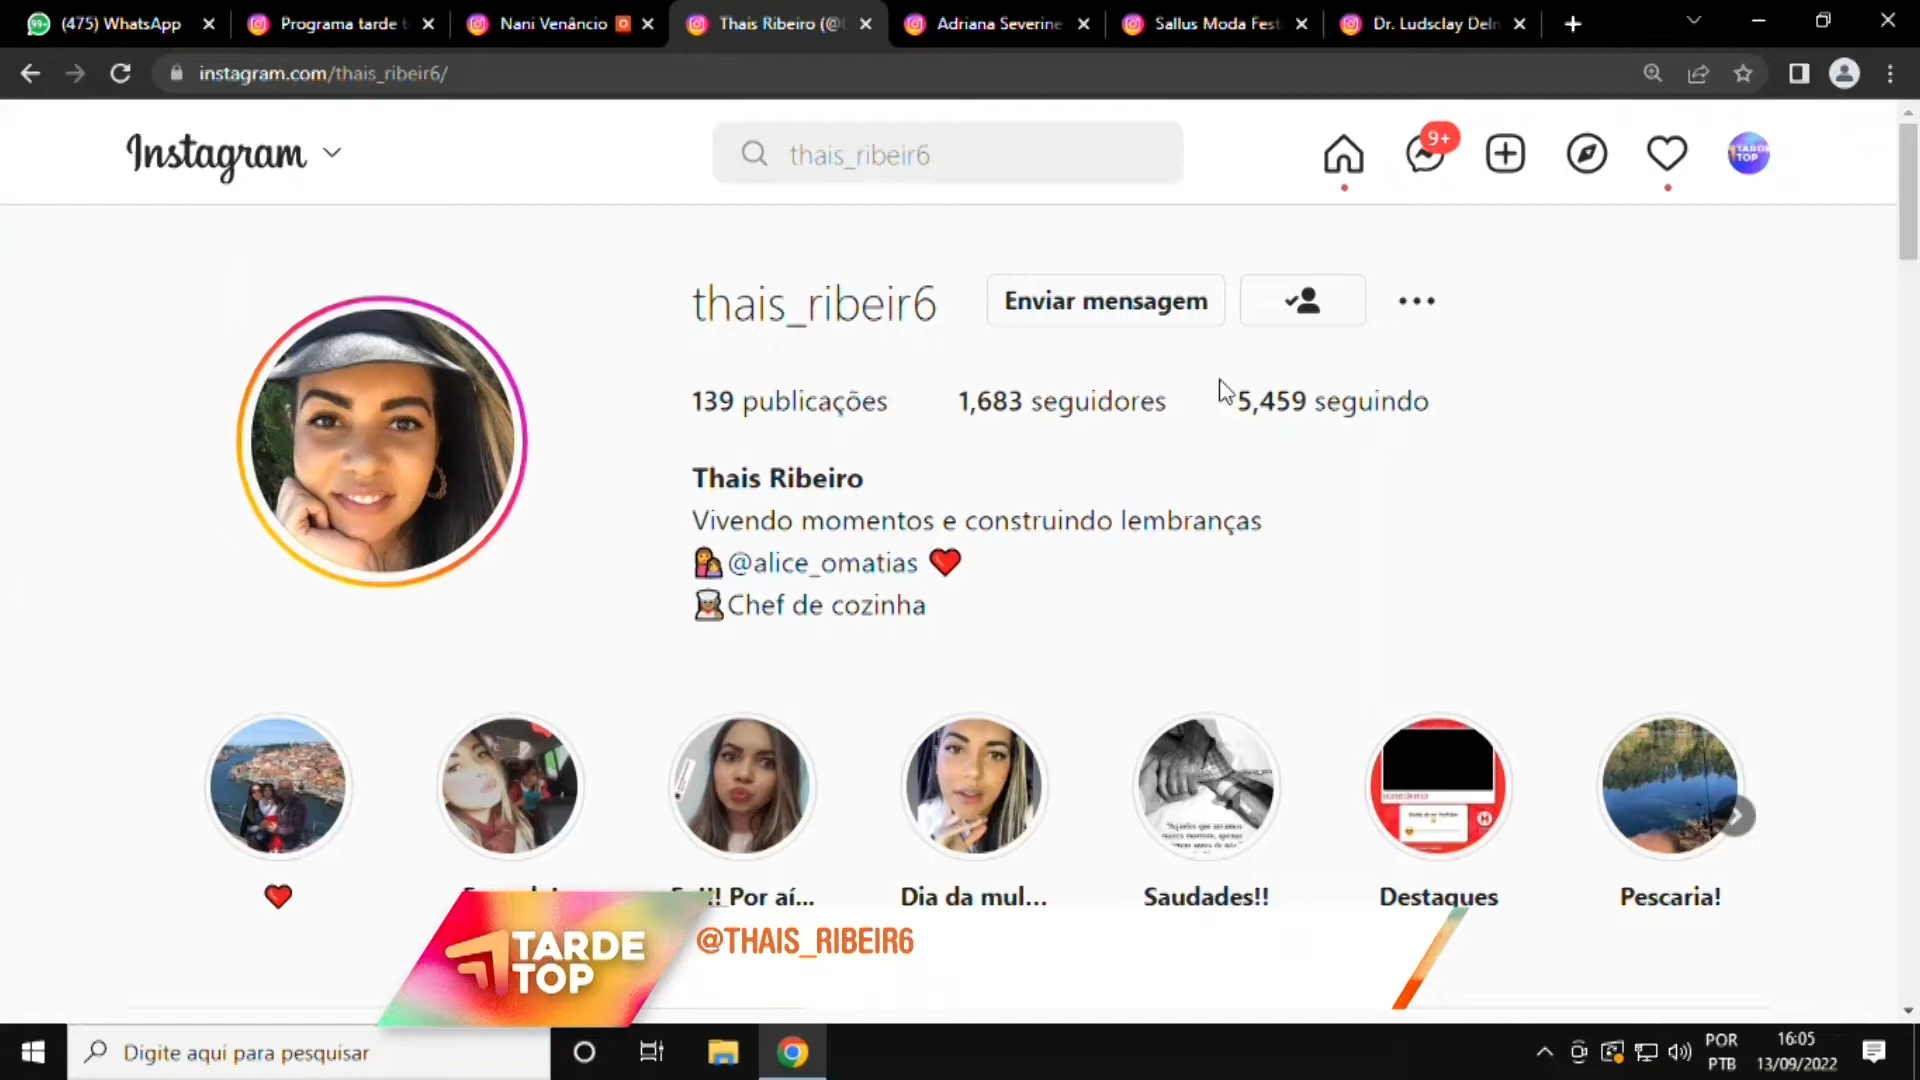 (475) WhatsApp
Programa tarde t
Nani Venâncio
Thais Ribeiro (@t
Adriana Severine
Sallus Moda Fest
Dr. Ludsclay Deln
instagram.com/thais_ribeir6/
Instagram
thais_ribeir6
9+
TARDE
TOP
thais_ribeir6
Enviar mensagem
139 publicações
1,683 seguidores
5,459 seguindo
Thais Ribeiro
Vivendo momentos e construindo lembranças
@alice_omatias
Chef de cozinha
!! Por aí...
Dia da mul...
Saudades!!
Destaques
Pescaria!
TARDE
TOP
@THAIS_RIBEIR6
Digite aqui para pesquisar
POR
PTB
16:05
13/09/2022